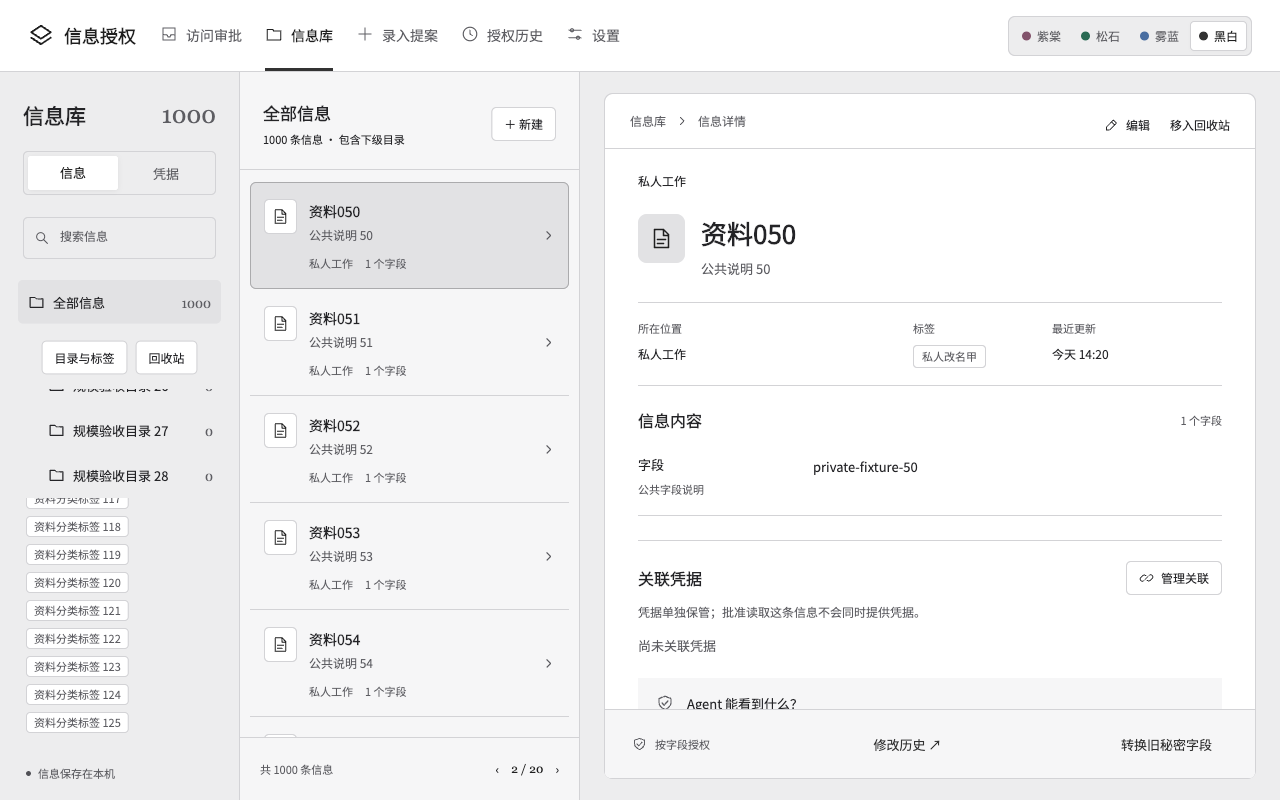 信息授权
访问审批
信息库
录入提案
授权历史
设置
紫棠
松石
雾蓝
黑白
信息库 1000
信息 凭据
搜索信息
全部信息 1000
目录与标签 回收站
规模验收目录 26 0
规模验收目录 27 0
规模验收目录 28 0
资料分类标签 117
资料分类标签 118
资料分类标签 119
资料分类标签 120
资料分类标签 121
资料分类标签 122
资料分类标签 123
资料分类标签 124
资料分类标签 125
信息保存在本机
全部信息
1000 条信息 · 包含下级目录
+ 新建
资料050
公共说明 50
私人工作 1 个字段
资料051
公共说明 51
私人工作 1 个字段
资料052
公共说明 52
私人工作 1 个字段
资料053
公共说明 53
私人工作 1 个字段
资料054
公共说明 54
私人工作 1 个字段
共 1000 条信息
‹ 2 / 20 ›
信息库 > 信息详情
编辑 移入回收站
私人工作
资料050
公共说明 50
所在位置 标签 最近更新
私人工作 私人改名甲 今天 14:20
信息内容 1 个字段
字段 private-fixture-50
公共字段说明
关联凭据 管理关联
凭据单独保管；批准读取这条信息不会同时提供凭据。
尚未关联凭据
Agent 能看到什么？
按字段授权 修改历史 ↗ 转换旧秘密字段